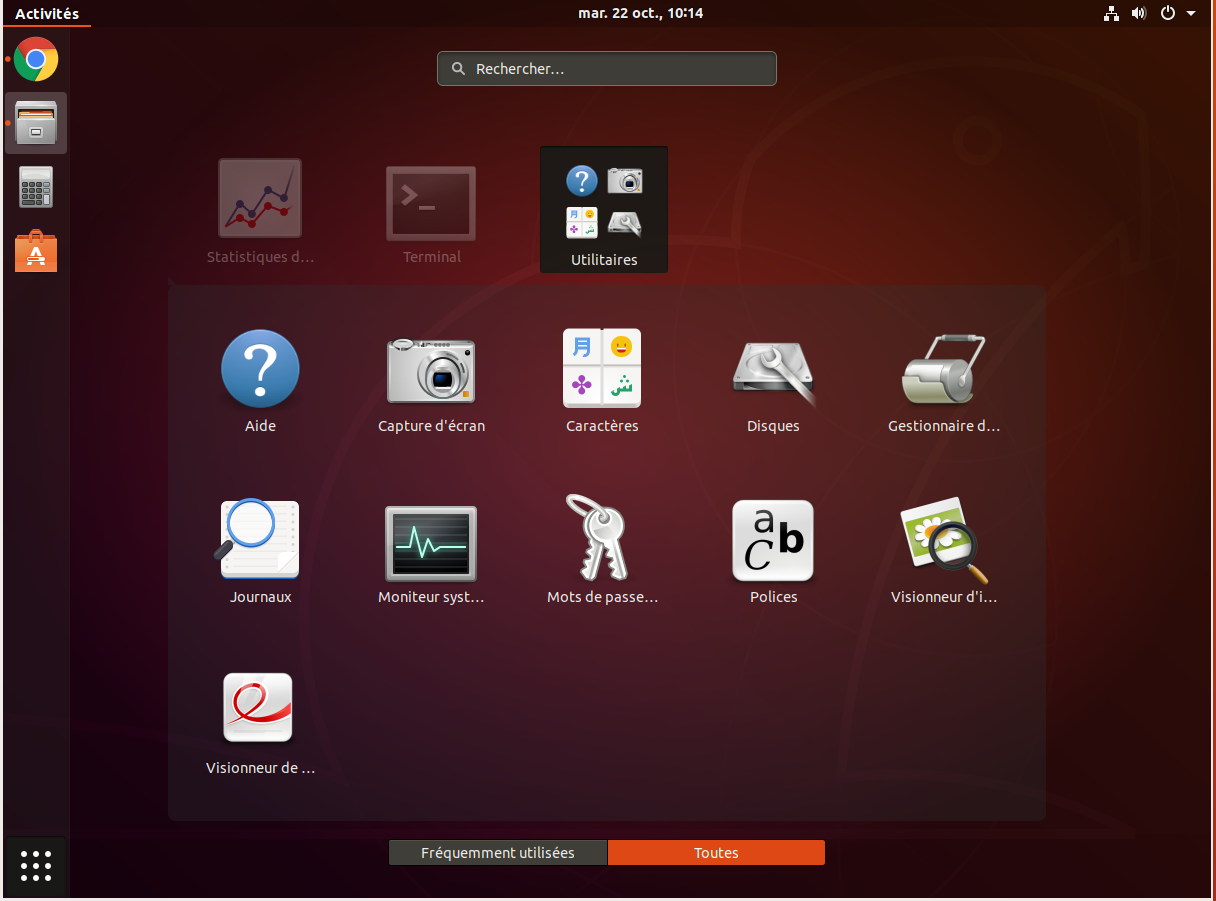 Activités
mar. 22 oct., 10:14
Rechercher…
Statistiques d…
Terminal
Utilitaires
Aide
Capture d'écran
Caractères
Disques
Gestionnaire d…
Journaux
Moniteur syst…
Mots de passe…
Polices
Visionneur d'i…
Visionneur de …
Fréquemment utilisées
Toutes